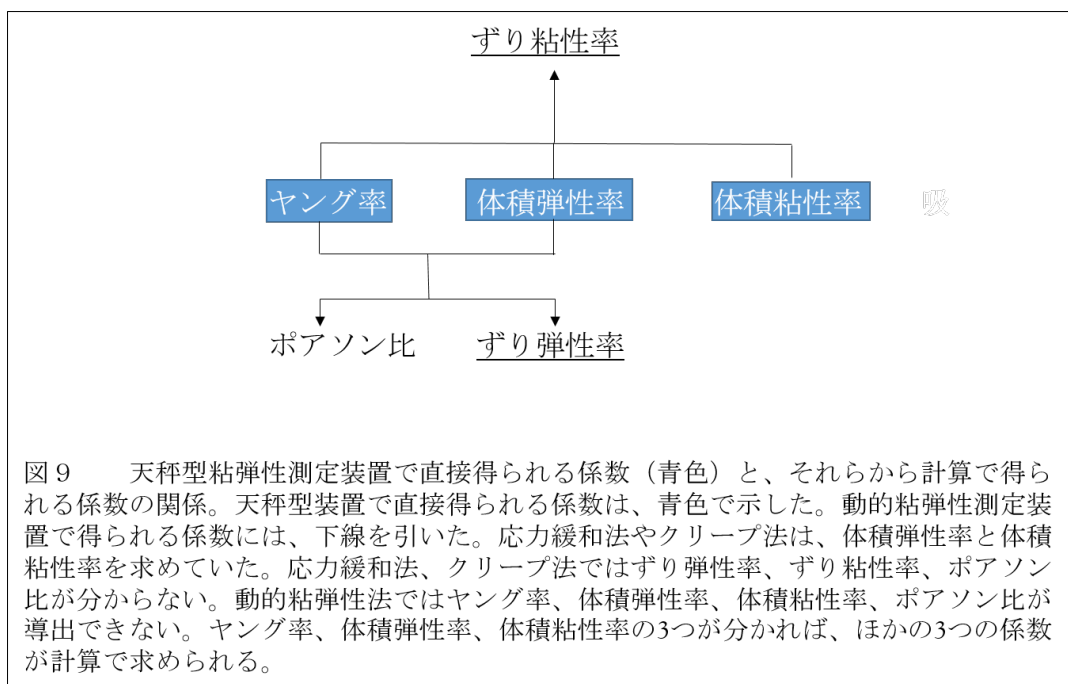 ずり粘性率
ヤング率 体積弾性率 体積粘性率 吸
ポアソン比 ずり弾性率
図９ 天秤型粘弾性測定装置で直接得られる係数（青色）と、それらから計算で得ら
れる係数の関係。天秤型装置で直接得られる係数は、青色で示した。動的粘弾性測定装
置で得られる係数には、下線を引いた。応力緩和法やクリープ法は、体積弾性率と体積
粘性率を求めていた。応力緩和法、クリープ法ではずり弾性率、ずり粘性率、ポアソン
比が分からない。動的粘弾性法ではヤング率、体積弾性率、体積粘性率、ポアソン比が
導出できない。ヤング率、体積弾性率、体積粘性率の3つが分かれば、ほかの3つの係数
が計算で求められる。